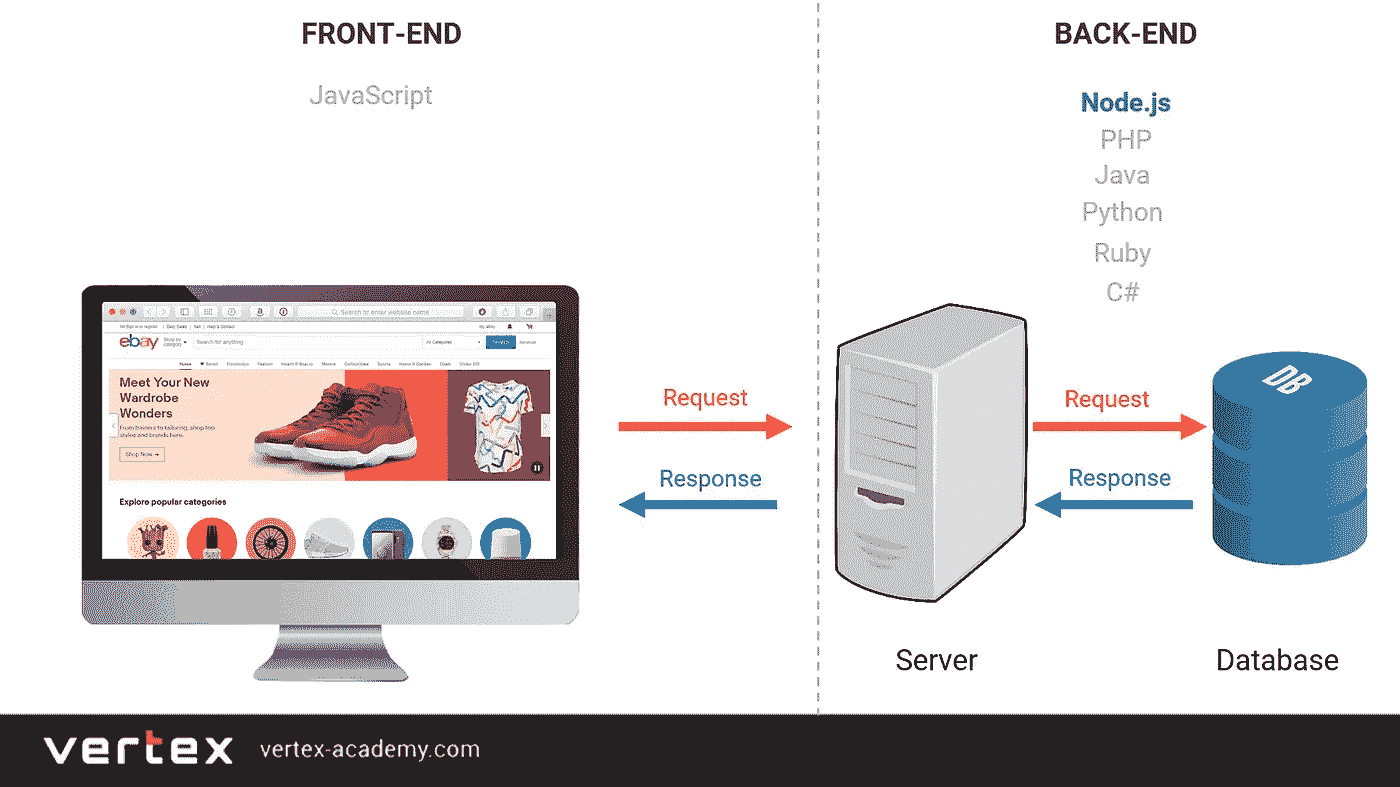 FRONT-END
JavaScript
BACK-END
Node.js
PHP
Java
Python
Ruby
C#
Search or enter website name
Hi! Sign in or register | Daily Deals | Sell | Help & Contact
My eBay
ebay
Shop by category
Search for anything
All Categories
Search
Advanced
Home Saved Electronics Fashion Health & Beauty Motors Collectibles Sports Home & Garden Deals Under $10
Meet Your New
Wardrobe
Wonders
From trainers to tailoring, shop top
styles and brands here.
Shop Now →
Explore popular categories
Request
Response
Request
Response
DB
Server
Database
vertex
vertex-academy.com